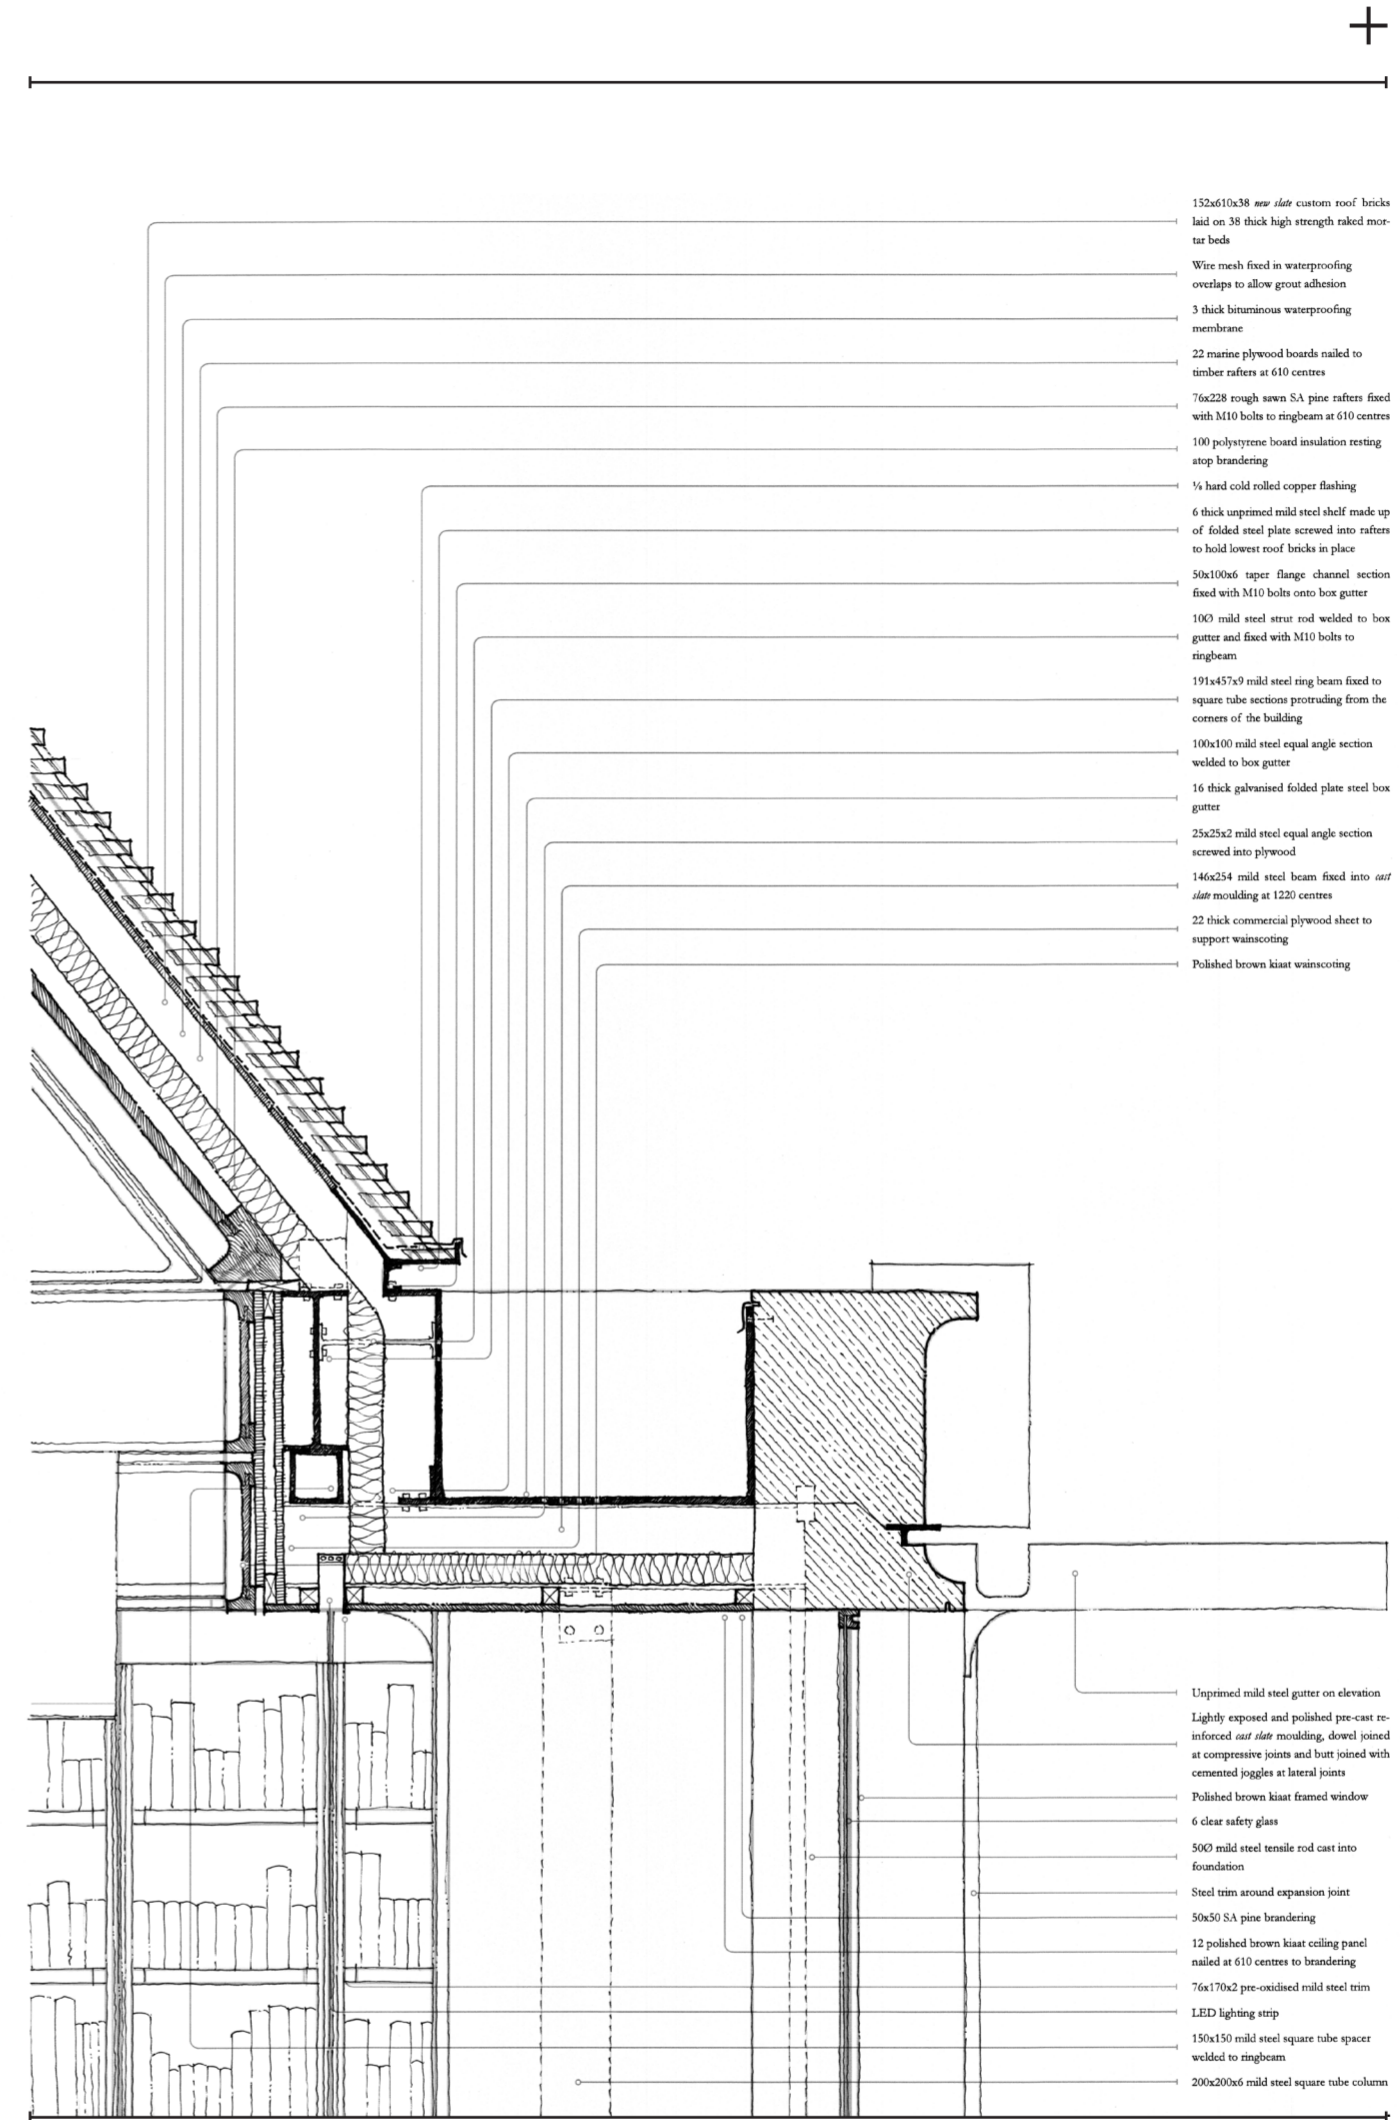 152x610x38 new slate custom roof bricks
laid on 38 thick high strength raked mor-
tar beds
Wire mesh fixed in waterproofing
overlaps to allow grout adhesion
3 thick bituminous waterproofing
membrane
22 marine plywood boards nailed to
timber rafters at 610 centres
76x228 rough sawn SA pine rafters fixed
with M10 bolts to ringbeam at 610 centres
100 polystyrene board insulation resting
atop brandering
⅛ hard cold rolled copper flashing
6 thick unprimed mild steel shelf made up
of folded steel plate screwed into rafters
to hold lowest roof bricks in place
50x100x6 taper flange channel section
fixed with M10 bolts onto box gutter
10Ø mild steel strut rod welded to box
gutter and fixed with M10 bolts to
ringbeam
191x457x9 mild steel ring beam fixed to
square tube sections protruding from the
corners of the building
100x100 mild steel equal angle section
welded to box gutter
16 thick galvanised folded plate steel box
gutter
25x25x2 mild steel equal angle section
screwed into plywood
146x254 mild steel beam fixed into cast
slate moulding at 1220 centres
22 thick commercial plywood sheet to
support wainscoting
Polished brown kiaat wainscoting
Unprimed mild steel gutter on elevation
Lightly exposed and polished pre-cast re-
inforced cast slate moulding, dowel joined
at compressive joints and butt joined with
cemented joggles at lateral joints
Polished brown kiaat framed window
6 clear safety glass
50Ø mild steel tensile rod cast into
foundation
Steel trim around expansion joint
50x50 SA pine brandering
12 polished brown kiaat ceiling panel
nailed at 610 centres to brandering
76x170x2 pre-oxidised mild steel trim
LED lighting strip
150x150 mild steel square tube spacer
welded to ringbeam
200x200x6 mild steel square tube column